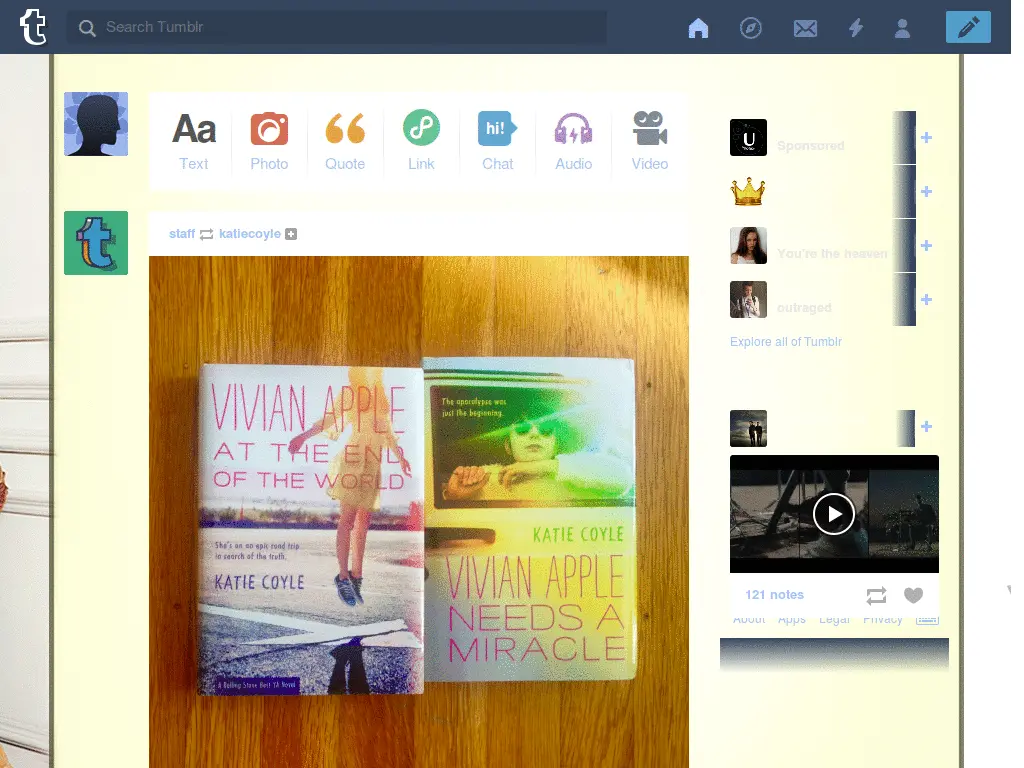 Search Tumblr
Aa
Text
Photo
Quote
Link
hi!
Chat
Audio
Video
staff katiecoyle
VIVIAN APPLE
AT THE END
OF THE WORLD
She's on an epic road trip
in search of the truth.
KATIE COYLE
A Rolling Stone Best YA Novel
The apocalypse was
just the beginning.
KATIE COYLE
VIVIAN APPLE
NEEDS A
MIRACLE
U
Sponsored
You're the heaven
outraged
Explore all of Tumblr
121 notes
About Apps Legal Privacy